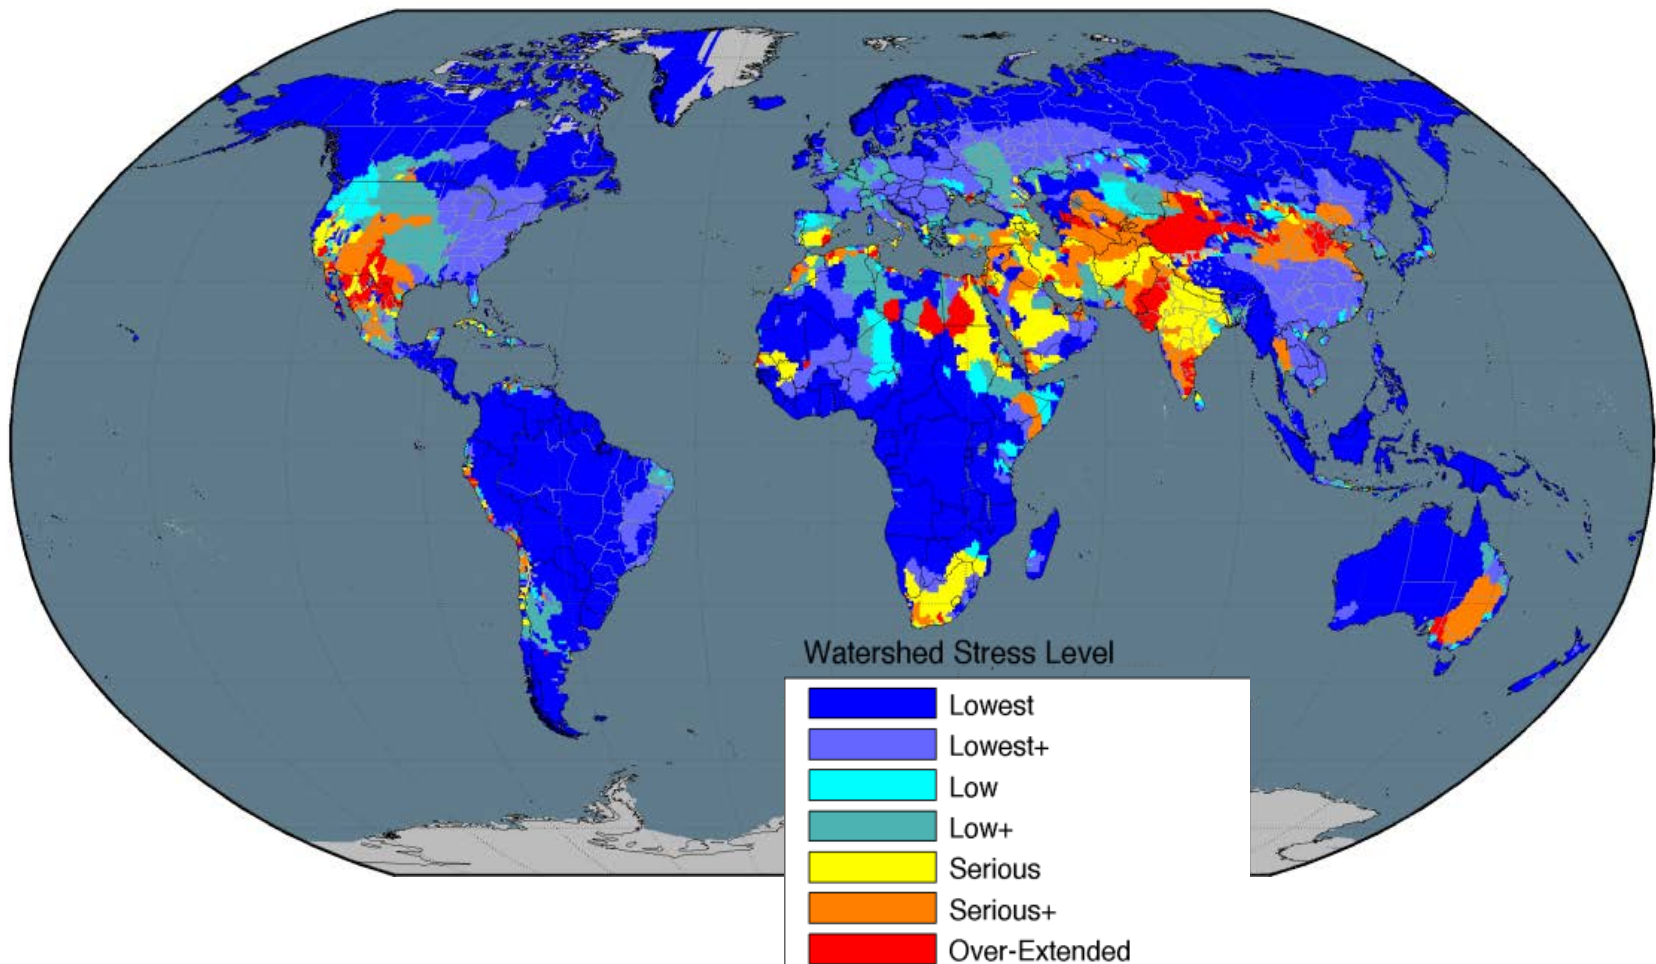 Watershed Stress Level
Lowest
Lowest+
Low
Low+
Serious
Serious+
Over-Extended